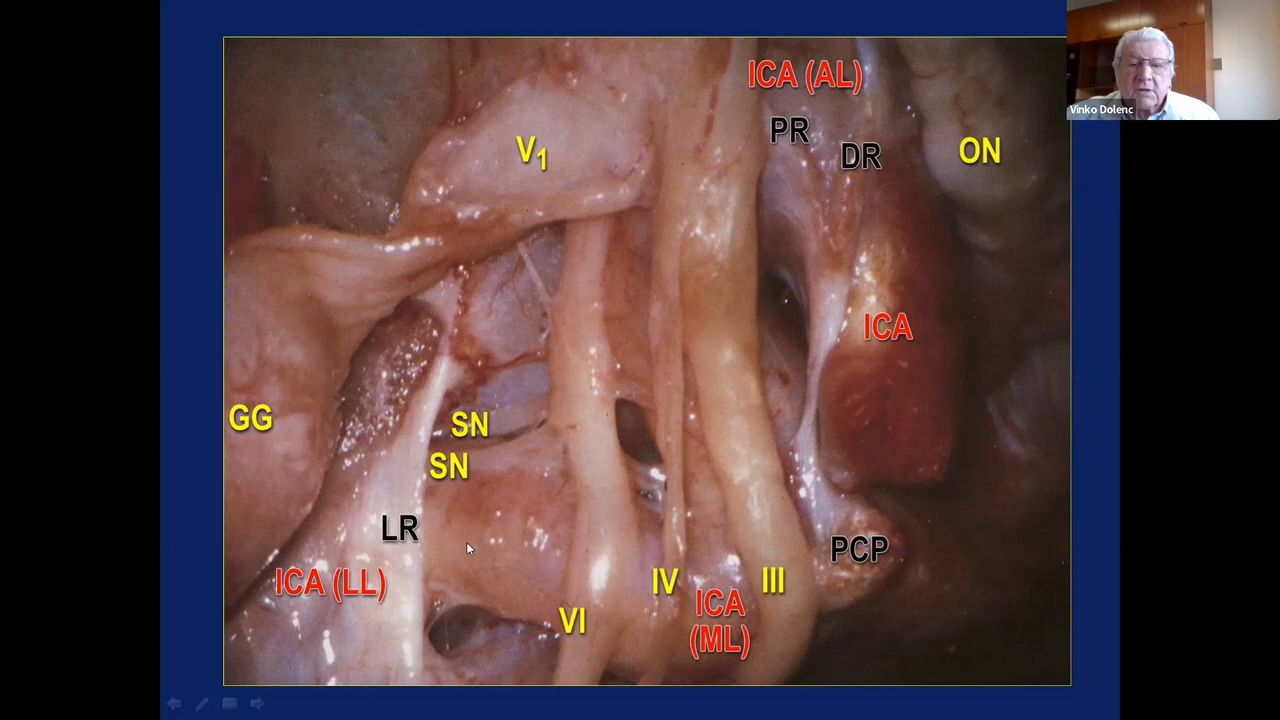 ICA (AL)
Vinko Dolenc
PR
V1
DR
ON
ICA
GG
SN
SN
LR
PCP
ICA (LL)
IV
III
ICA
(ML)
VI